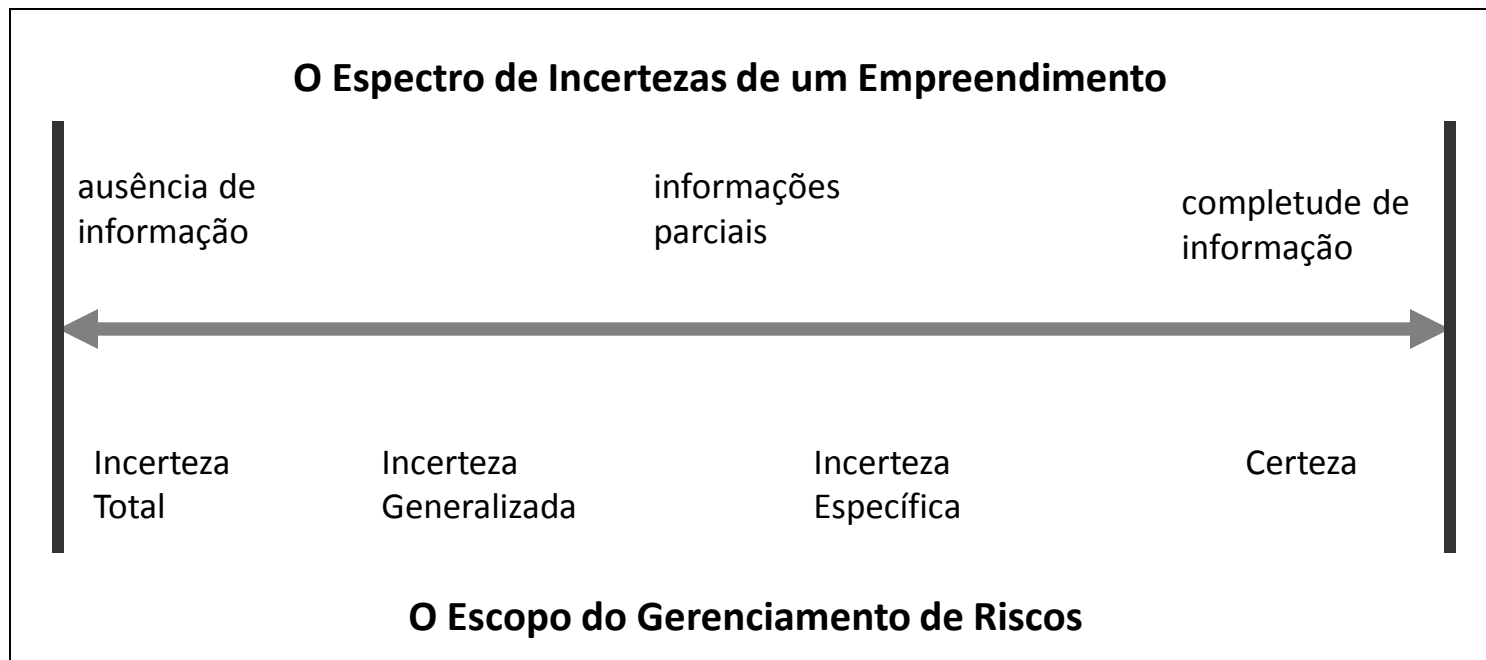 O Espectro de Incertezas de um Empreendimento
ausência de
informação
informações
parciais
completude de
informação
Incerteza
Total
Incerteza
Generalizada
Incerteza
Específica
Certeza
O Escopo do Gerenciamento de Riscos